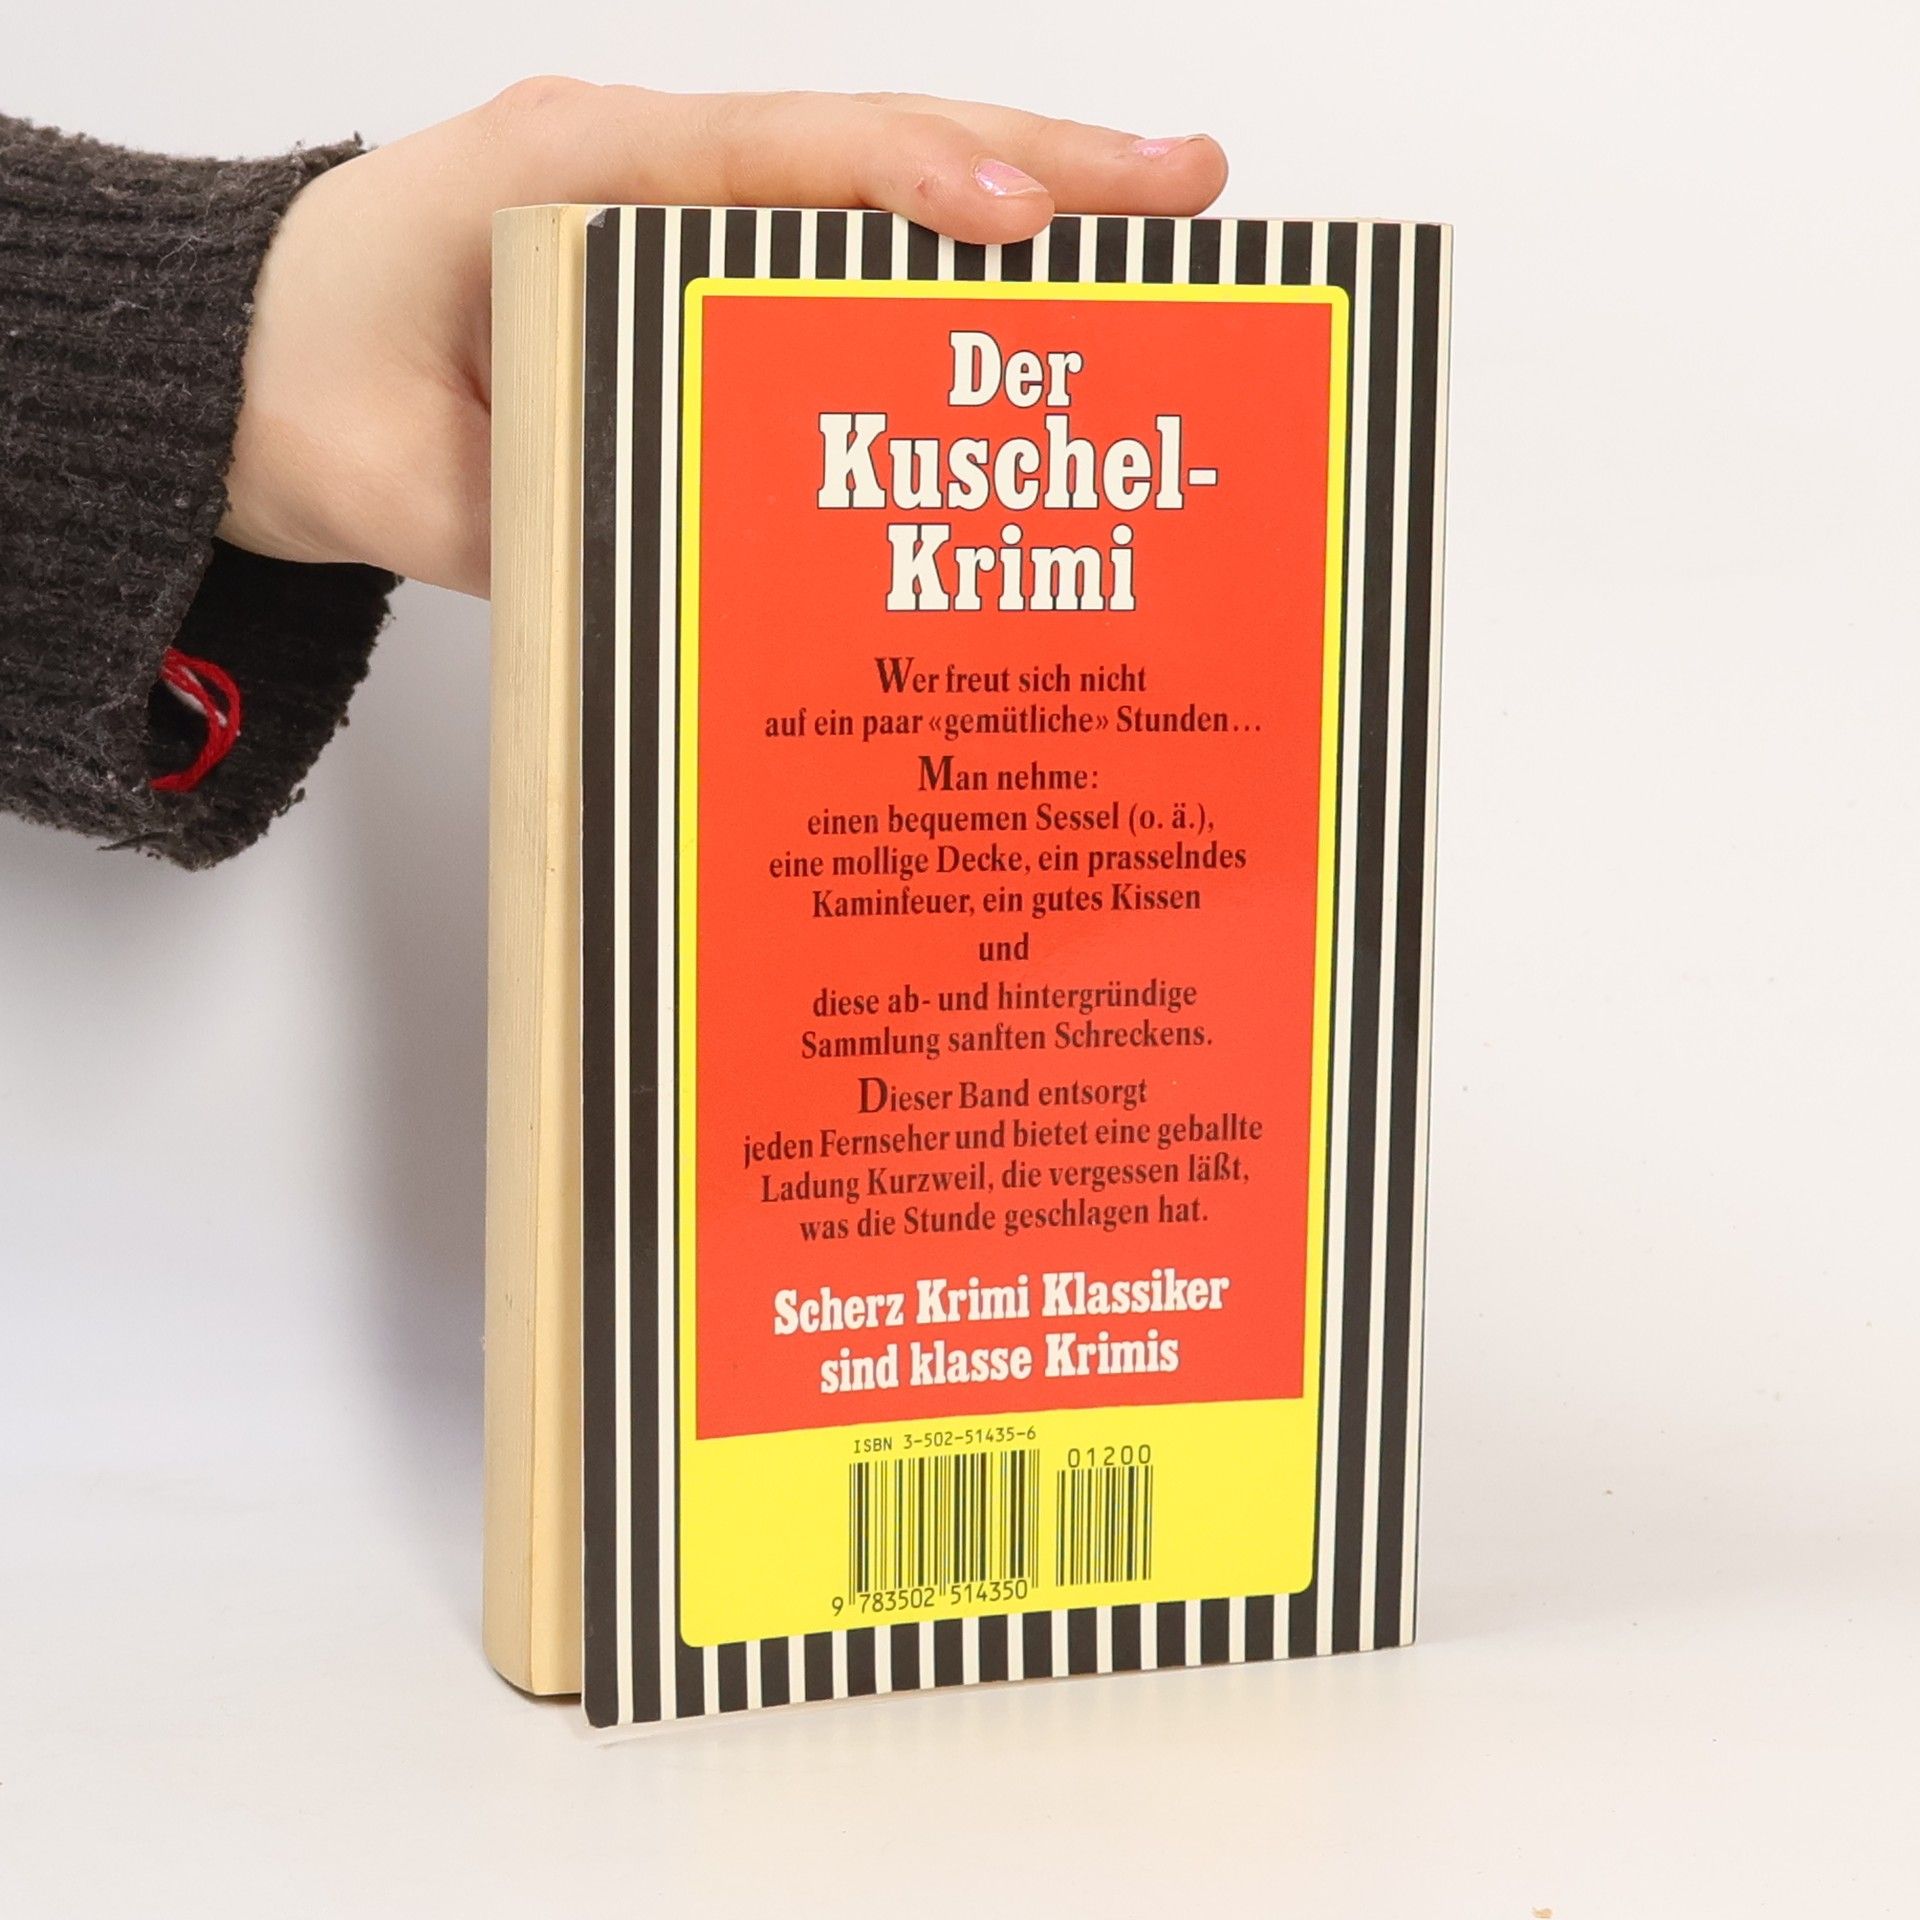 Der
Kuschel-
Krimi
Wer freut sich nicht
auf ein paar «gemütliche» Stunden...
Man nehme:
einen bequemen Sessel (o. ä.),
eine mollige Decke, ein prasselndes
Kaminfeuer, ein gutes Kissen
und
diese ab- und hintergründige
Sammlung sanften Schreckens.
Dieser Band entsorgt
jeden Fernseher und bietet eine geballte
Ladung Kurzweil, die vergessen läßt,
was die Stunde geschlagen hat.
Scherz Krimi Klassiker
sind klasse Krimis
ISBN 3-502-51435-6
01200
9 783502 514350